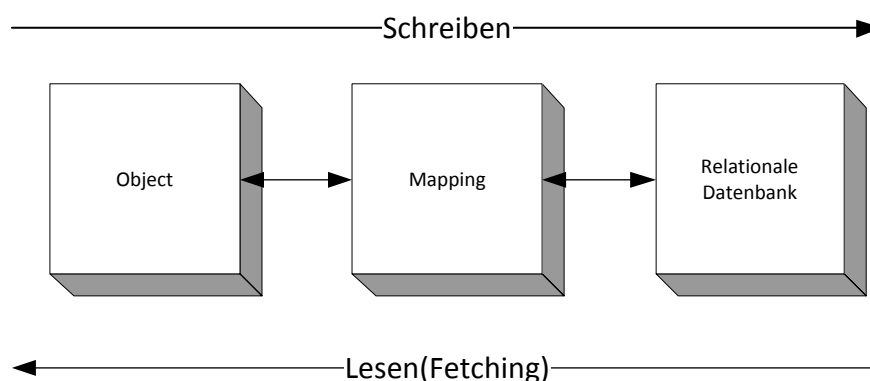 Schreiben
Object
Mapping
Relationale
Datenbank
Lesen(Fetching)